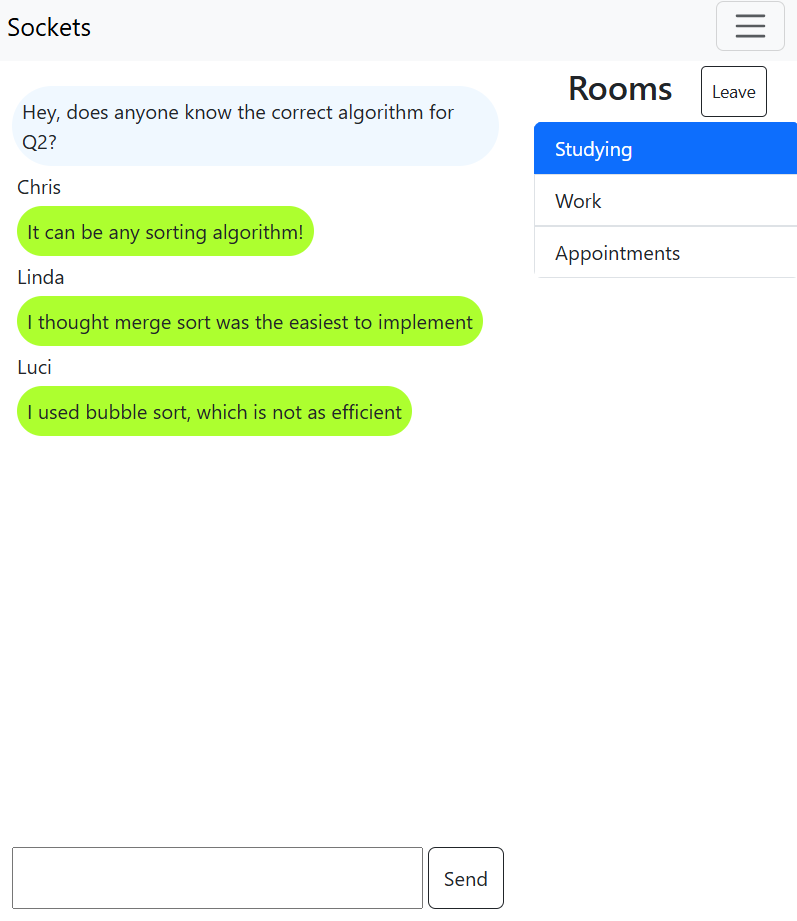 Sockets
Hey, does anyone know the correct algorithm for
Q2?
Chris
It can be any sorting algorithm!
Linda
I thought merge sort was the easiest to implement
Luci
I used bubble sort, which is not as efficient
Send
Rooms
Leave
Studying
Work
Appointments